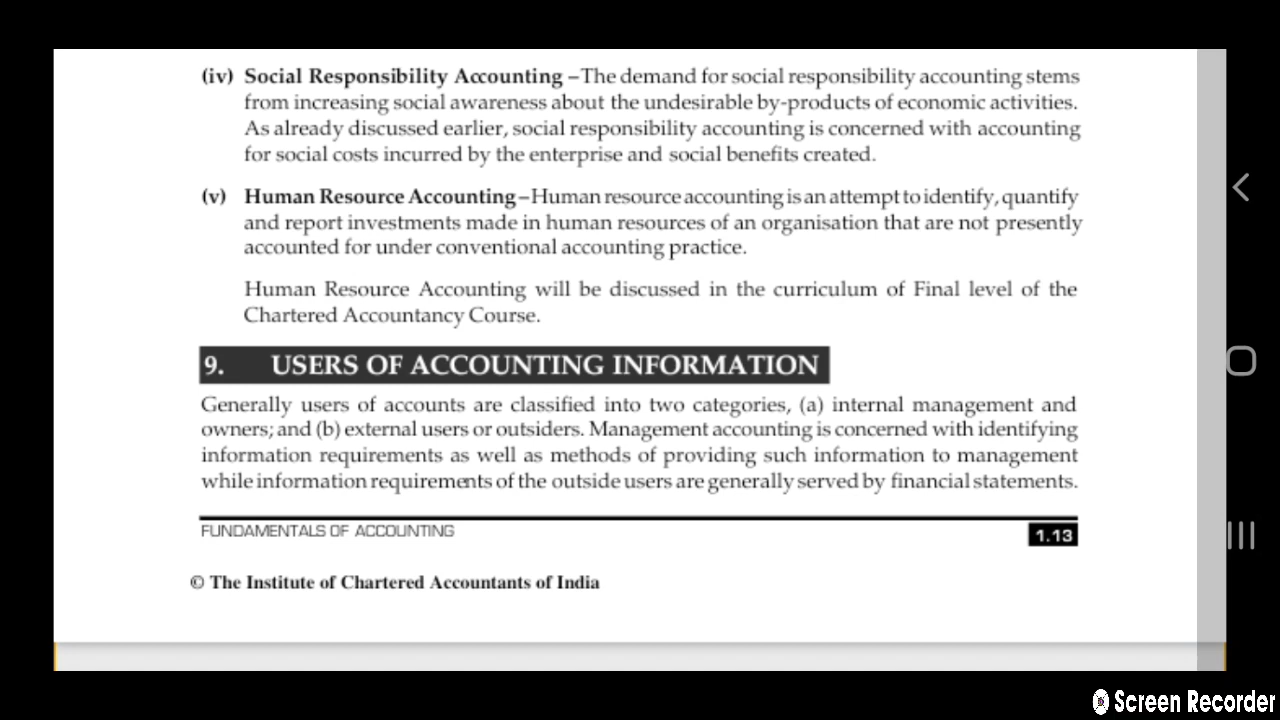 (iv) Social Responsibility Accounting –The demand for social responsibility accounting stems
from increasing social awareness about the undesirable by-products of economic activities.
As already discussed earlier, social responsibility accounting is concerned with accounting
for social costs incurred by the enterprise and social benefits created.
(v) Human Resource Accounting–Human resource accounting is an attempt to identify, quantify
and report investments made in human resources of an organisation that are not presently
accounted for under conventional accounting practice.
Human Resource Accounting will be discussed in the curriculum of Final level of the
Chartered Accountancy Course.
9. USERS OF ACCOUNTING INFORMATION
Generally users of accounts are classified into two categories, (a) internal management and
owners; and (b) external users or outsiders. Management accounting is concerned with identifying
information requirements as well as methods of providing such information to management
while information requirements of the outside users are generally served by financial statements.
FUNDAMENTALS OF ACCOUNTING 1.13
© The Institute of Chartered Accountants of India
Screen Recorder